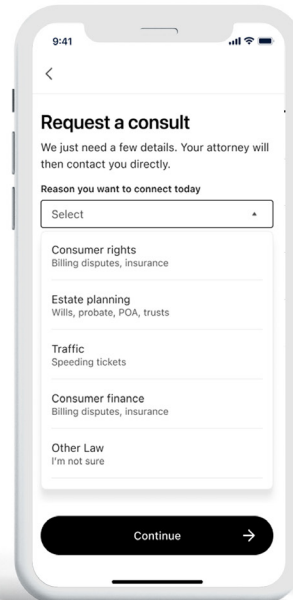 9:41
Request a consult
We just need a few details. Your attorney will
then contact you directly.
Reason you want to connect today
Select
Consumer rights
Billing disputes, insurance
Estate planning
Wills, probate, POA, trusts
Traffic
Speeding tickets
Consumer finance
Billing disputes, insurance
Other Law
I'm not sure
Continue